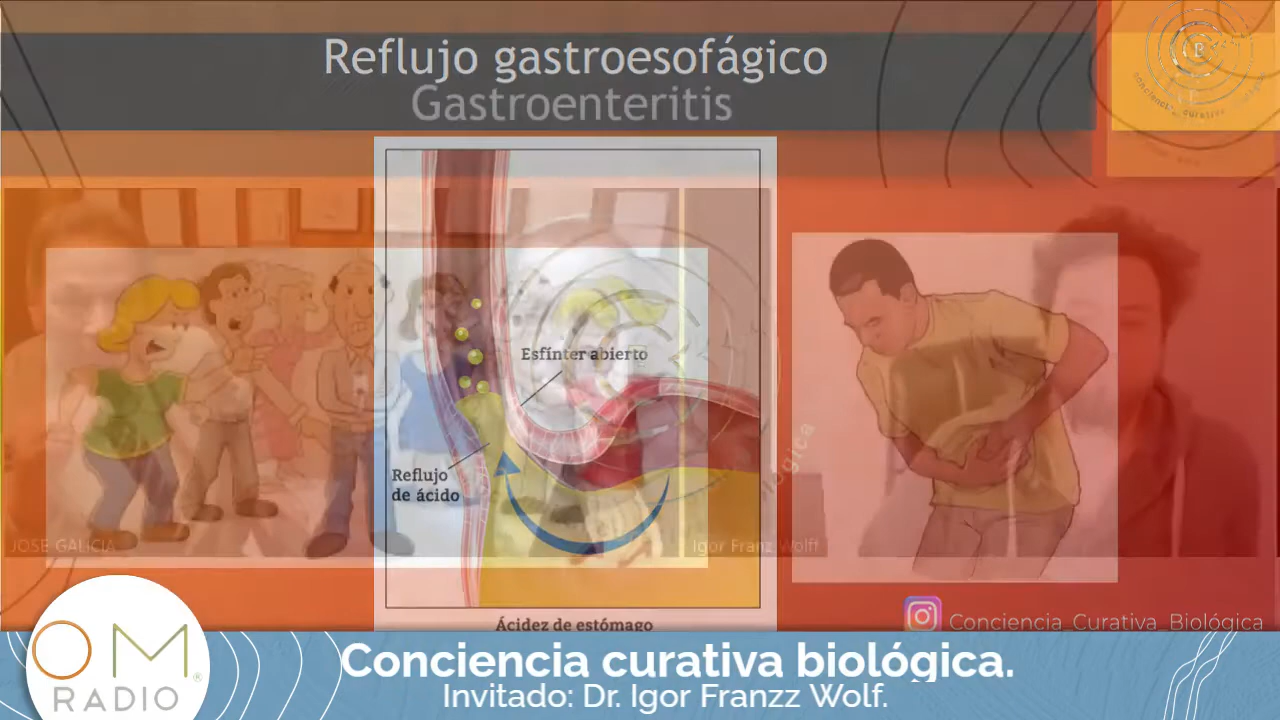 Reflujo gastroesofágico
Gastroenteritis
Esfínter abierto
Reflujo
de ácido
JOSE GALICIA
Igor Franz Wolff
Ácidez de estómago
Conciencia_Curativa_Biológica
OM
RADIO
Conciencia curativa biológica.
Invitado: Dr. Igor Franzz Wolf.